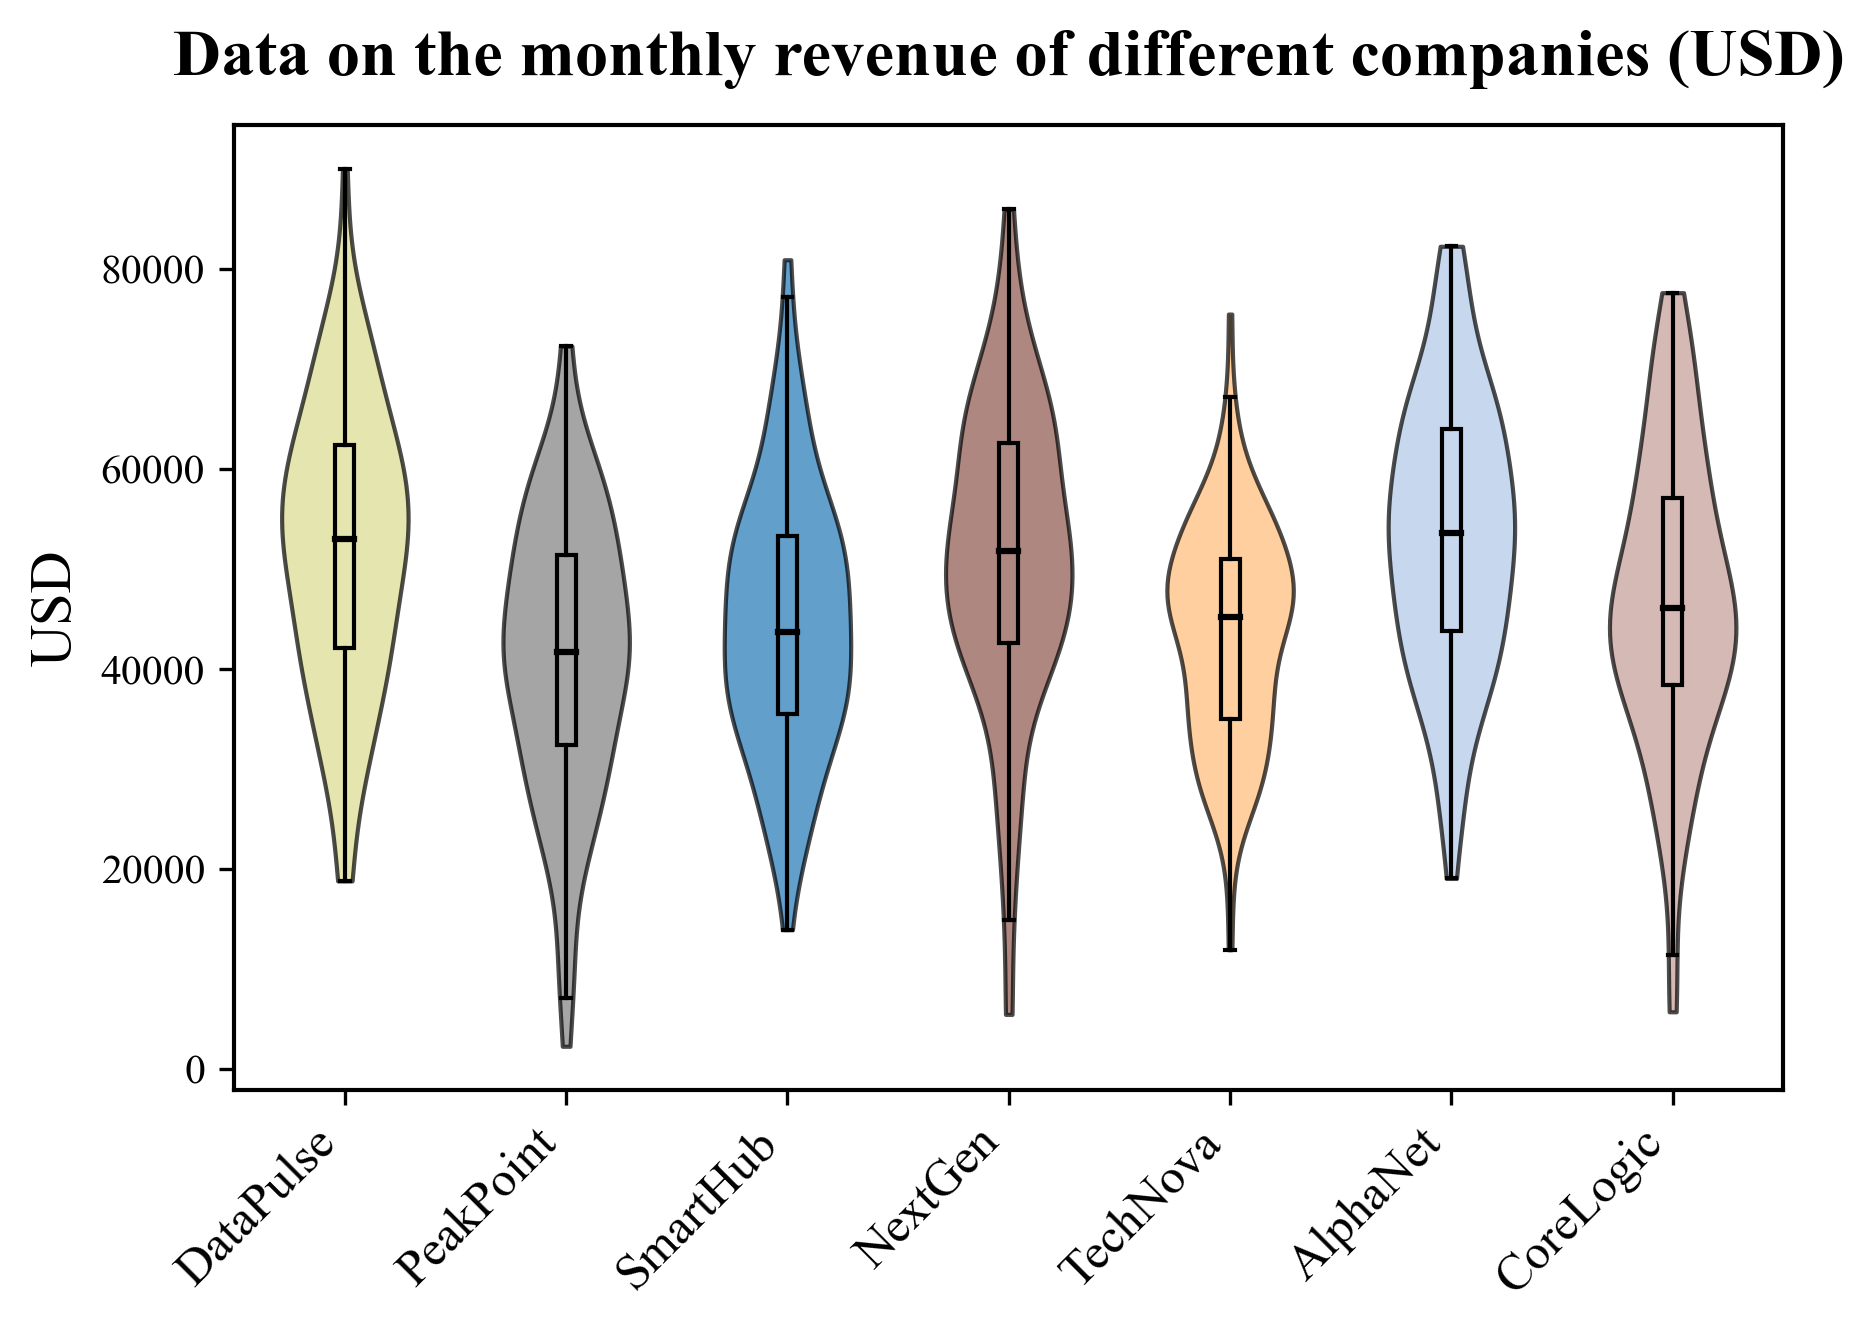 Data on the monthly revenue of different companies (USD)
USD
80000
60000
40000
20000
0
DataPulse
PeakPoint
SmartHub
NextGen
TechNova
AlphaNet
CoreLogic